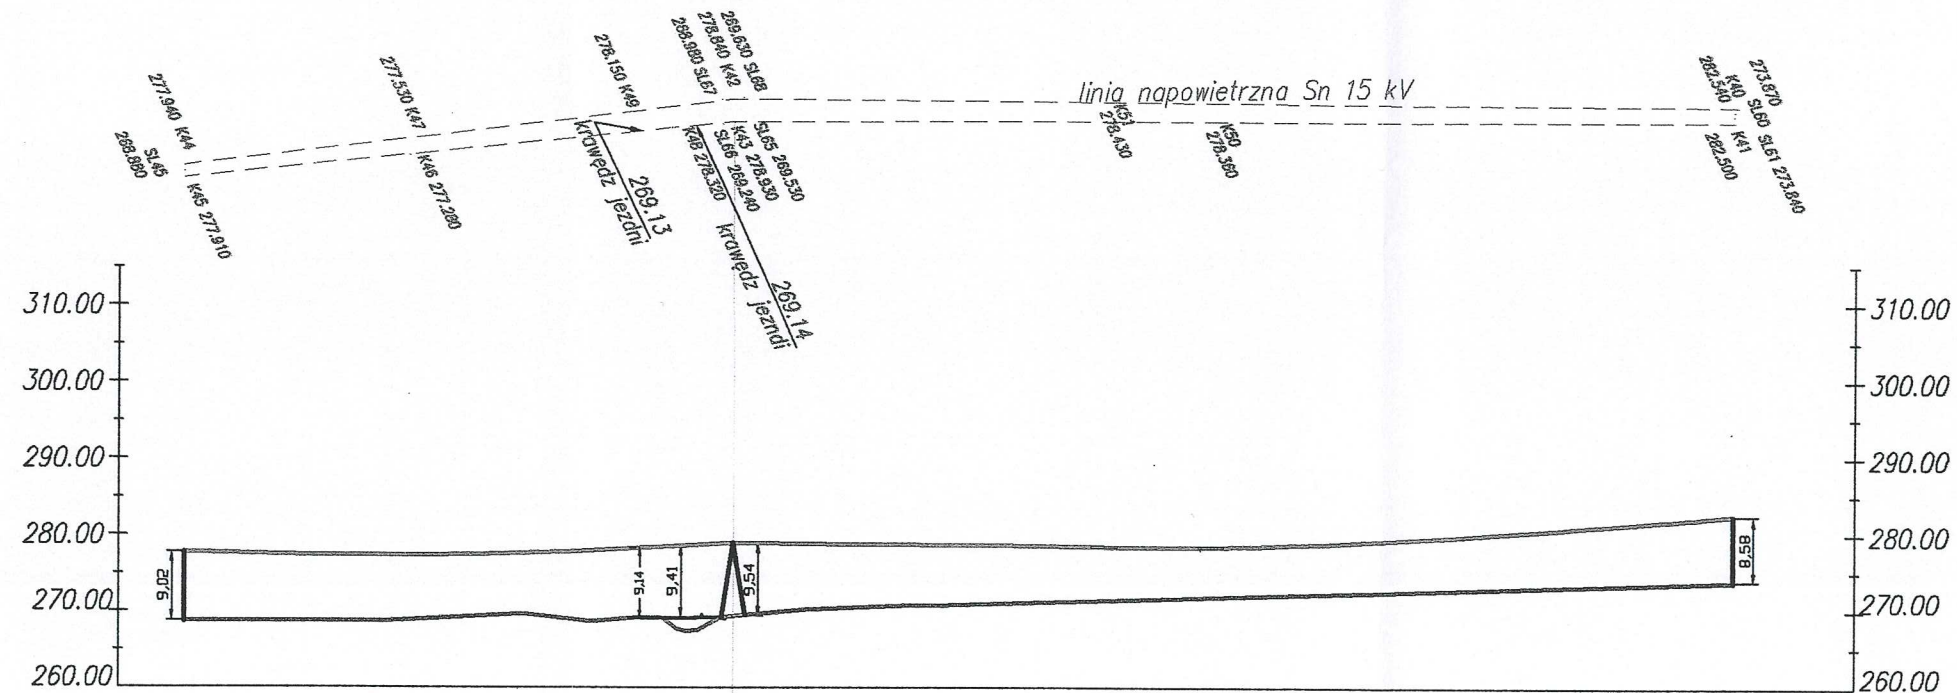 277.940 K44
SL45
268.880
K45 277.910
277.530 K47
K46 277.280
278.150 K49
krawędz jezdni
269.13
269.630 SL68
278.840 K42
268.980 SL67
SL65 269.530
K43 278.930
SL66 269.240
K48 278.320
krawędz jezndi
269.14
linia napowietrzna Sn 15 kV
K51
278.430
K50
278.360
273.870
SL60
K40
282.540
SL61 273.840
K41
282.500
310.00
300.00
290.00
280.00
270.00
260.00
9,02
9,14
9,41
9,54
8,58
310.00
300.00
290.00
280.00
270.00
260.00